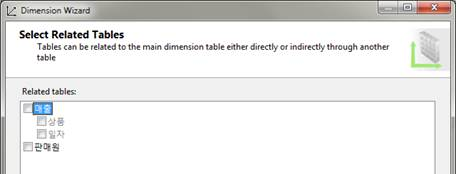 Dimension Wizard
Select Related Tables
Tables can be related to the main dimension table either directly or indirectly through another
table
Related tables:
매출
상품
일자
판매원